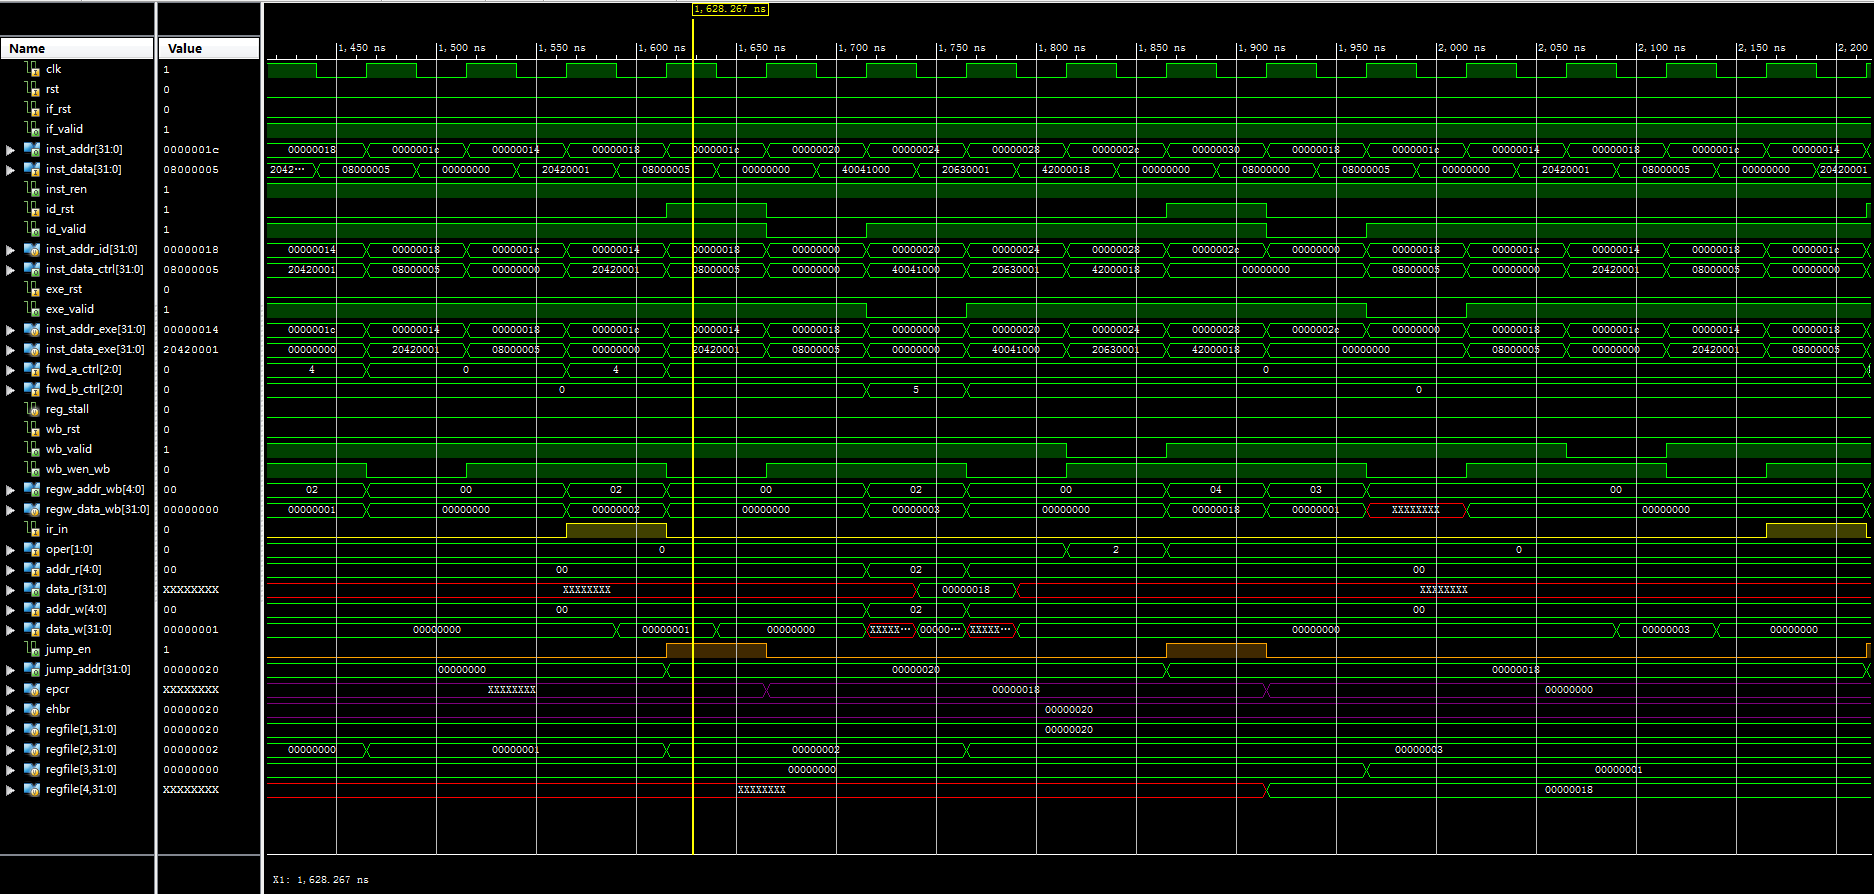 1,628.267 ns
Name Value 1,450 ns 1,500 ns 1,550 ns 1,600 ns 1,650 ns 1,700 ns 1,750 ns 1,800 ns 1,850 ns 1,900 ns 1,950 ns 2,000 ns 2,050 ns 2,100 ns 2,150 ns 2,200
clk 1
rst 0
if_rst 0
if_valid 1
inst_addr[31:0] 0000001c 00000018 0000001c 00000014 00000018 0000001c 00000020 00000024 00000028 0000002c 00000030 00000018 0000001c 00000014 00000018 0000001c 00000014
inst_data[31:0] 08000005 2042··· 08000005 00000000 20420001 08000005 00000000 40041000 20630001 42000018 00000000 08000000 08000005 00000000 20420001 08000005 00000000 20420001
inst_ren 1
id_rst 1
id_valid 1
inst_addr_id[31:0] 00000018 00000014 00000018 0000001c 00000014 00000018 00000000 00000020 00000024 00000028 0000002c 00000000 00000018 0000001c 00000014 00000018 0000001c
inst_data_ctrl[31:0] 08000005 20420001 08000005 00000000 20420001 08000005 00000000 40041000 20630001 42000018 00000000 08000005 00000000 20420001 08000005 00000000
exe_rst 0
exe_valid 1
inst_addr_exe[31:0] 00000014 0000001c 00000014 00000018 0000001c 00000014 00000018 00000000 00000020 00000024 00000028 0000002c 00000000 00000018 0000001c 00000014 00000018
inst_data_exe[31:0] 20420001 00000000 20420001 08000005 00000000 20420001 08000005 00000000 40041000 20630001 42000018 00000000 08000005 00000000 20420001 08000005
fwd_a_ctrl[2:0] 0 4 0 4 0
fwd_b_ctrl[2:0] 0 0 5 0
reg_stall 0
wb_rst 0
wb_valid 1
wb_wen_wb 0
regw_addr_wb[4:0] 00 02 00 02 00 02 00 04 03 00
regw_data_wb[31:0] 00000000 00000001 00000000 00000002 00000000 00000003 00000000 00000018 00000001 XXXXXXXX 00000000
ir_in 0
oper[1:0] 0 0 2 0
addr_r[4:0] 00 00 02 00
data_r[31:0] XXXXXXXX XXXXXXXX 00000018 XXXXXXXX
addr_w[4:0] 00 00 02 00
data_w[31:0] 00000001 00000000 00000001 00000000 XXXXX··· 00000··· XXXXX··· 00000000 00000003 00000000
jump_en 1
jump_addr[31:0] 00000020 00000000 00000020 00000018
epcr XXXXXXXX XXXXXXXX 00000018 00000000
ehbr 00000020 00000020
regfile[1,31:0] 00000020 00000020
regfile[2,31:0] 00000002 00000000 00000001 00000002 00000003
regfile[3,31:0] 00000000 00000000 00000001
regfile[4,31:0] XXXXXXXX XXXXXXXX 00000018
X1: 1,628.267 ns